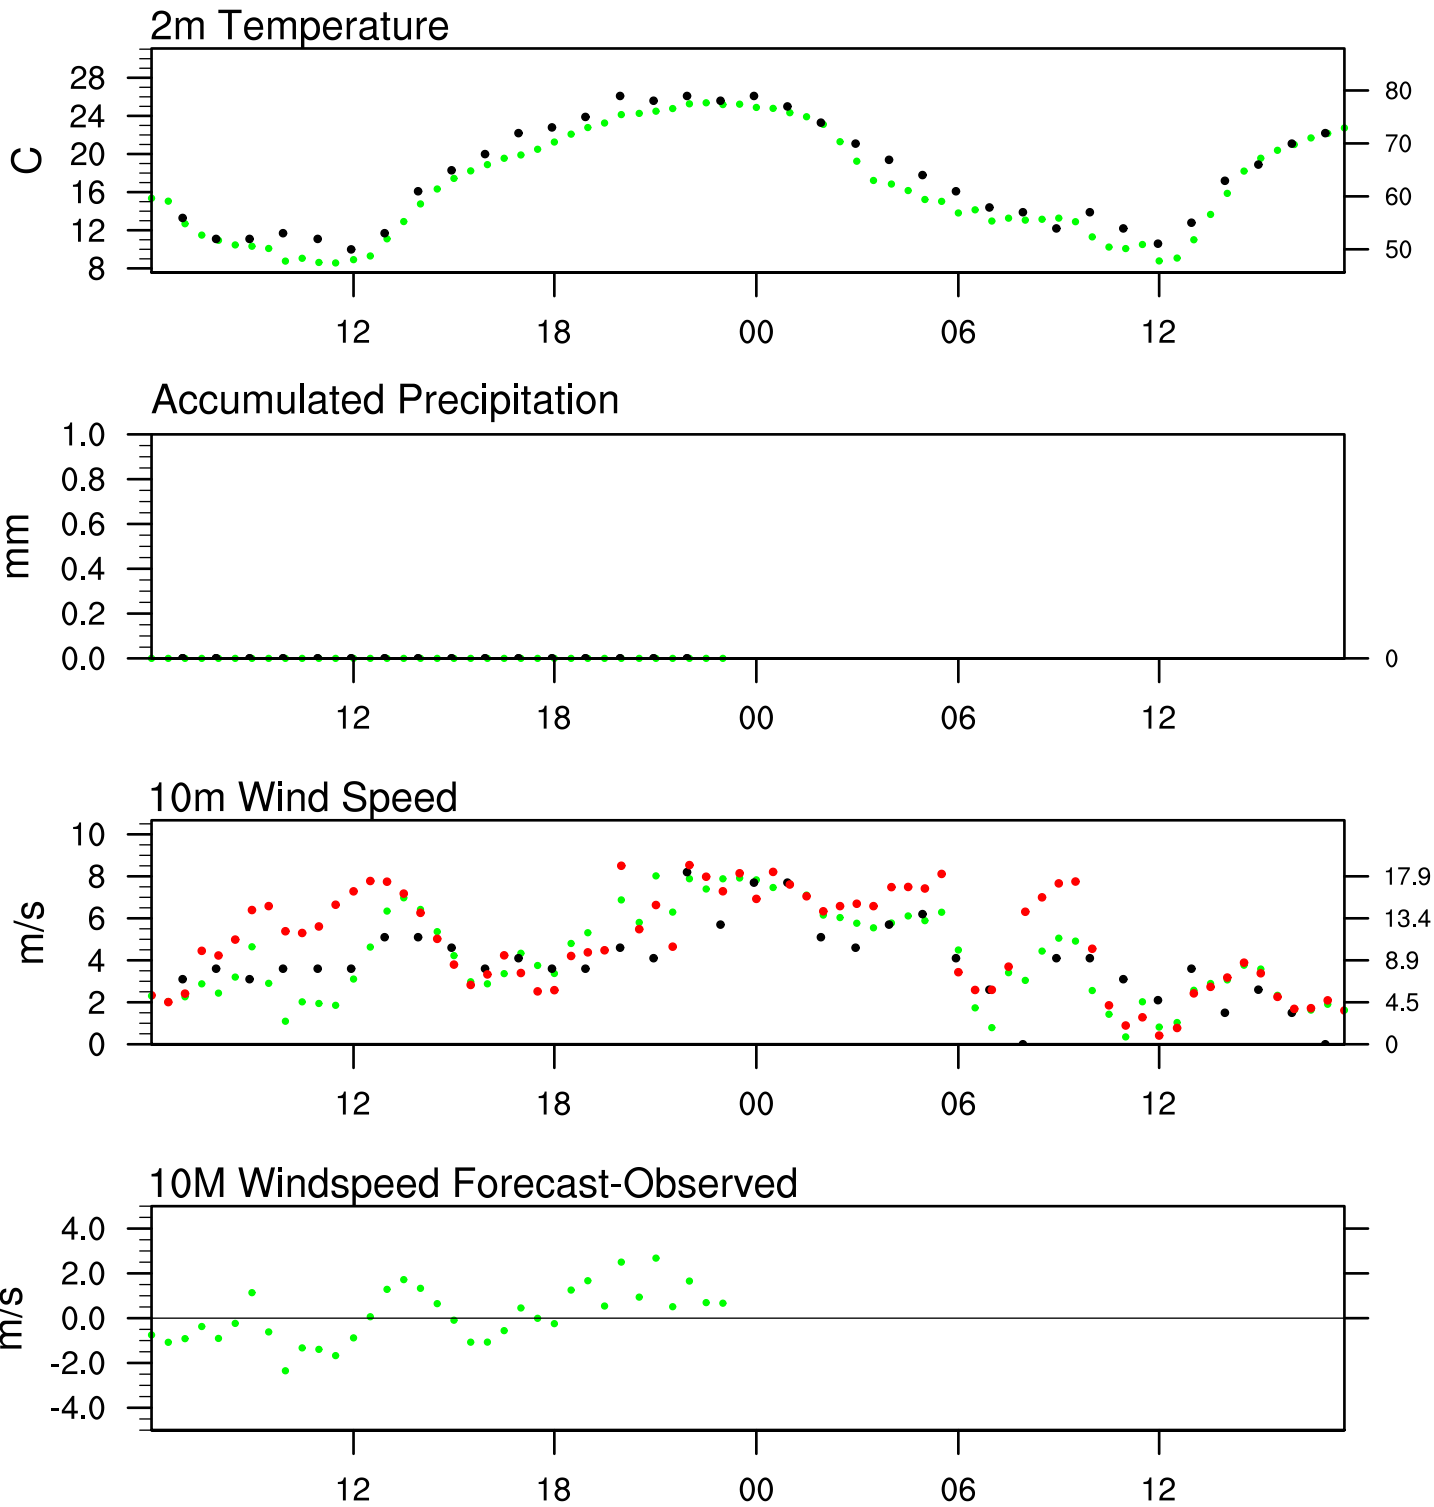 2m Temperature
28
24
20
16
12
8
C
80
70
60
50
12 18 00 06 12
Accumulated Precipitation
1.0
0.8
0.6
0.4
0.2
0.0
mm
0
12 18 00 06 12
10m Wind Speed
10
8
6
4
2
0
m/s
17.9
13.4
8.9
4.5
0
12 18 00 06 12
10M Windspeed Forecast-Observed
4.0
2.0
0.0
-2.0
-4.0
m/s
12 18 00 06 12